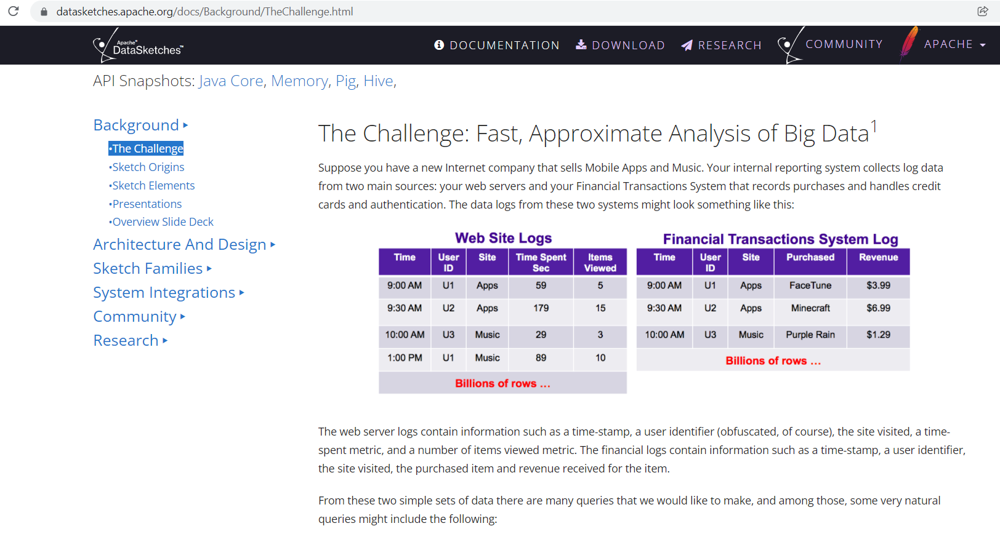 datasketches.apache.org/docs/Background/TheChallenge.html
Apache®
DataSketches™
DOCUMENTATION DOWNLOAD RESEARCH COMMUNITY APACHE
API Snapshots: Java Core, Memory, Pig, Hive,
Background
•The Challenge
•Sketch Origins
•Sketch Elements
•Presentations
•Overview Slide Deck
Architecture And Design
Sketch Families
System Integrations
Community
Research
The Challenge: Fast, Approximate Analysis of Big Data1
Suppose you have a new Internet company that sells Mobile Apps and Music. Your internal reporting system collects log data
from two main sources: your web servers and your Financial Transactions System that records purchases and handles credit
cards and authentication. The data logs from these two systems might look something like this:
Web Site Logs
Time User ID Site Time Spent Sec Items Viewed
9:00 AM U1 Apps 59 5
9:30 AM U2 Apps 179 15
10:00 AM U3 Music 29 3
1:00 PM U1 Music 89 10
Billions of rows ...
Financial Transactions System Log
Time User ID Site Purchased Revenue
9:00 AM U1 Apps FaceTune $3.99
9:30 AM U2 Apps Minecraft $6.99
10:00 AM U3 Music Purple Rain $1.29
Billions of rows ...
The web server logs contain information such as a time-stamp, a user identifier (obfuscated, of course), the site visited, a time-
spent metric, and a number of items viewed metric. The financial logs contain information such as a time-stamp, a user identifier,
the site visited, the purchased item and revenue received for the item.
From these two simple sets of data there are many queries that we would like to make, and among those, some very natural
queries might include the following: